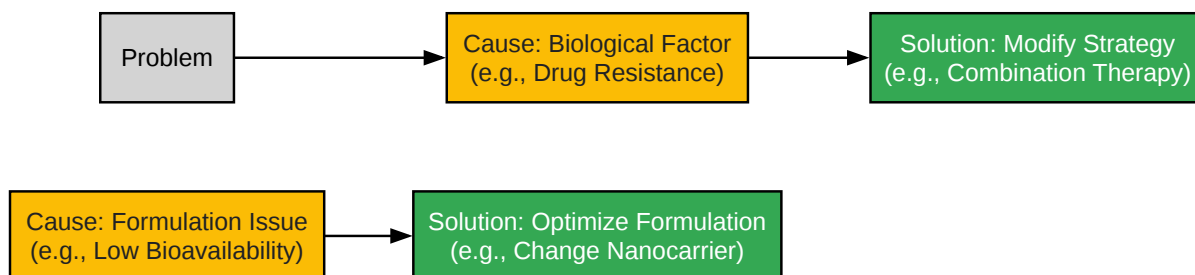 Problem
Cause: Biological Factor
(e.g., Drug Resistance)
Solution: Modify Strategy
(e.g., Combination Therapy)
Cause: Formulation Issue
(e.g., Low Bioavailability)
Solution: Optimize Formulation
(e.g., Change Nanocarrier)